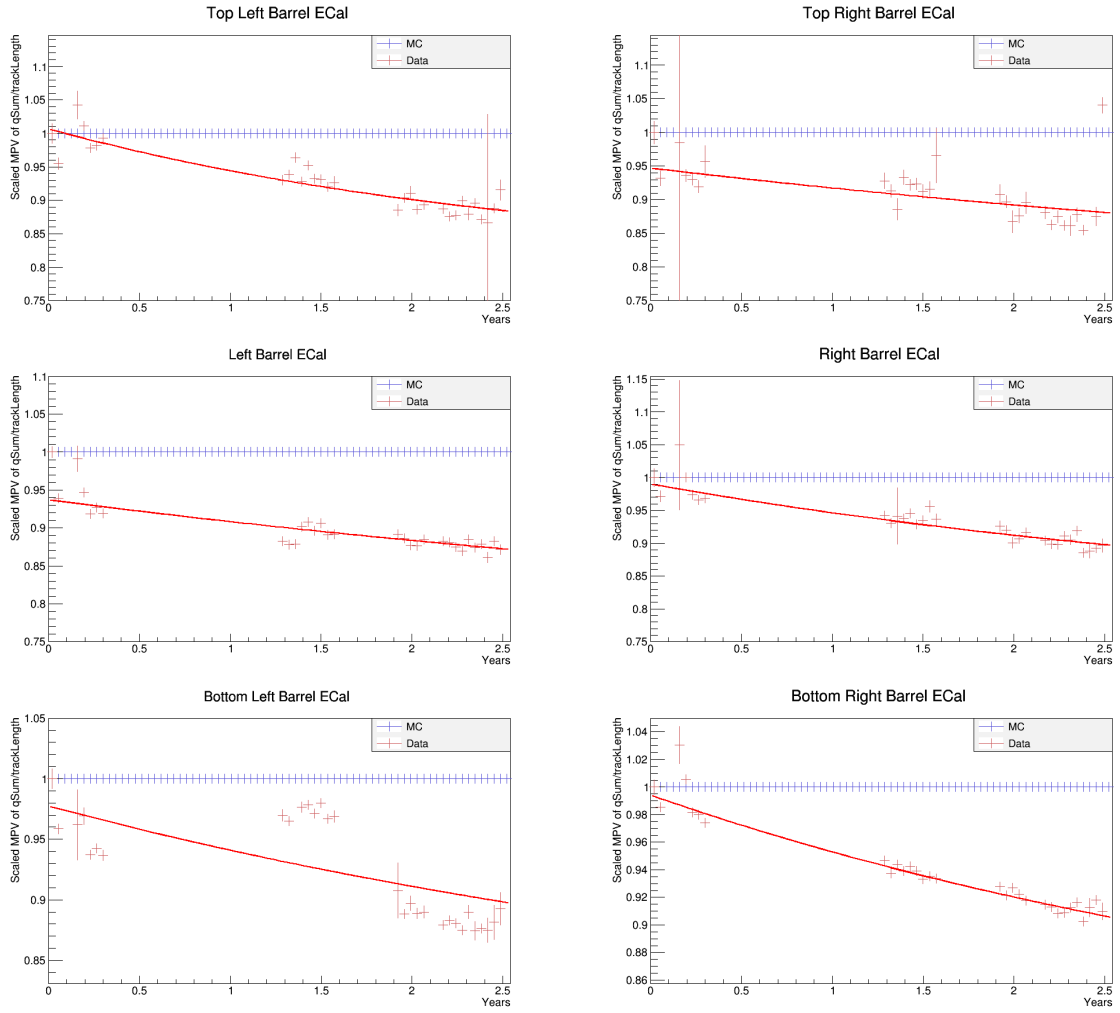 Top Left Barrel ECal
Scaled MPV of qSum/trackLength
MC
Data
1.1
1.05
1
0.95
0.9
0.85
0.8
0.75
0
0.5
1
1.5
2
2.5
Years
Top Right Barrel ECal
Scaled MPV of qSum/trackLength
MC
Data
1.1
1.05
1
0.95
0.9
0.85
0.8
0.75
0
0.5
1
1.5
2
2.5
Years
Left Barrel ECal
Scaled MPV of qSum/trackLength
MC
Data
1.1
1.05
1
0.95
0.9
0.85
0.8
0.75
0
0.5
1
1.5
2
2.5
Years
Right Barrel ECal
Scaled MPV of qSum/trackLength
MC
Data
1.15
1.1
1.05
1
0.95
0.9
0.85
0.8
0.75
0
0.5
1
1.5
2
2.5
Years
Bottom Left Barrel ECal
Scaled MPV of qSum/trackLength
MC
Data
1.05
1
0.95
0.9
0.85
0
0.5
1
1.5
2
2.5
Years
Bottom Right Barrel ECal
Scaled MPV of qSum/trackLength
MC
Data
1.04
1.02
1
0.98
0.96
0.94
0.92
0.9
0.88
0.86
0
0.5
1
1.5
2
2.5
Years